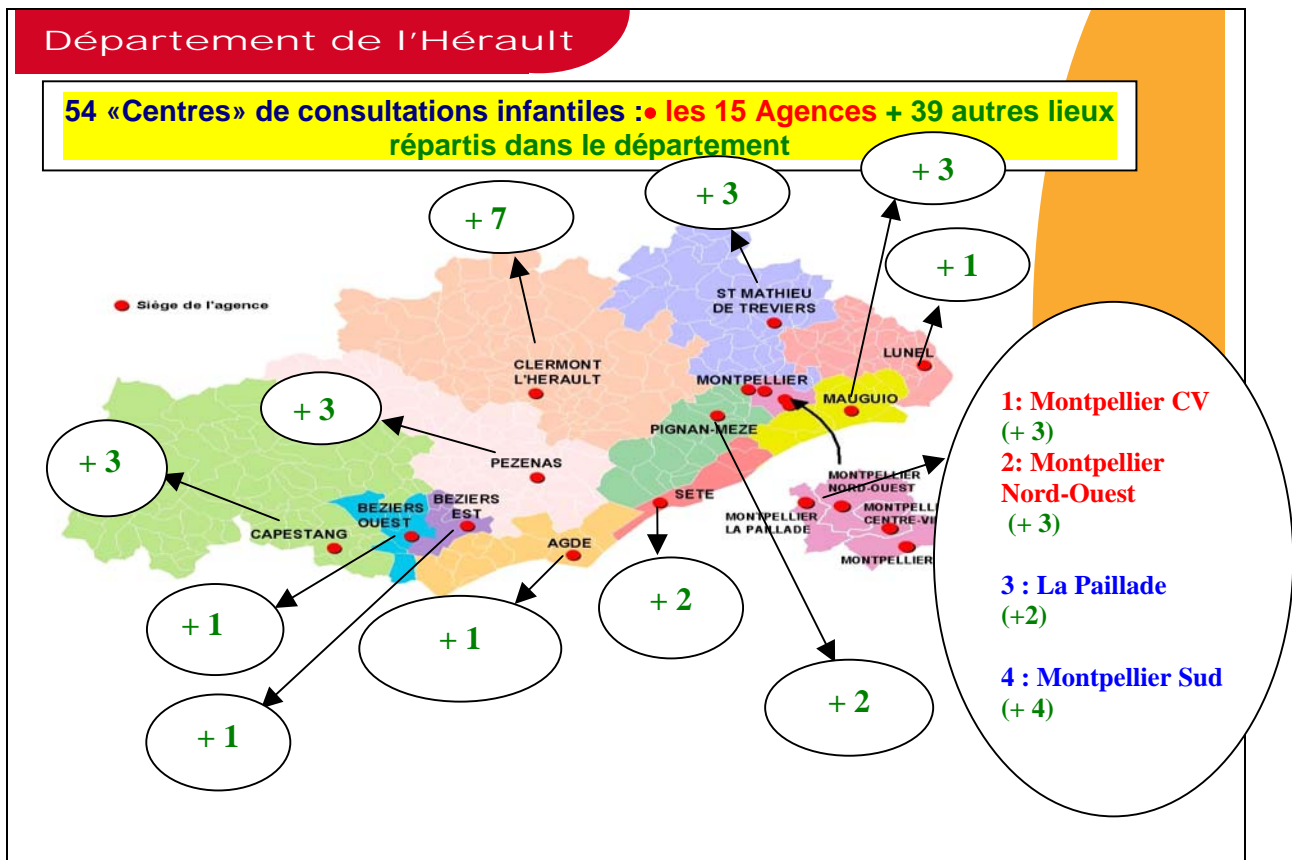 Département de l'Hérault
54 «Centres» de consultations infantiles :• les 15 Agences + 39 autres lieux
répartis dans le département
+ 3
+ 3
+ 7
+ 1
Siège de l'agence
ST MATHIEU
DE TREVIERS
LUNEL
CLERMONT
L'HERAULT
MONTPELLIER
MAUGUIO
PIGNAN-MEZE
+ 3
+ 3
PEZENAS
MONTPELLIER
NORD-OUEST
SETE
BEZIERS
EST
BEZIERS
OUEST
MONTPELLIER
LA PAILLADE
MONTPELLIE
CENTRE-VI
CAPESTANG
AGDE
MONTPELLIER
1: Montpellier CV
(+ 3)
2: Montpellier
Nord-Ouest
(+ 3)
3 : La Paillade
(+2)
4 : Montpellier Sud
(+ 4)
+ 1
+ 1
+ 2
+ 2
+ 1